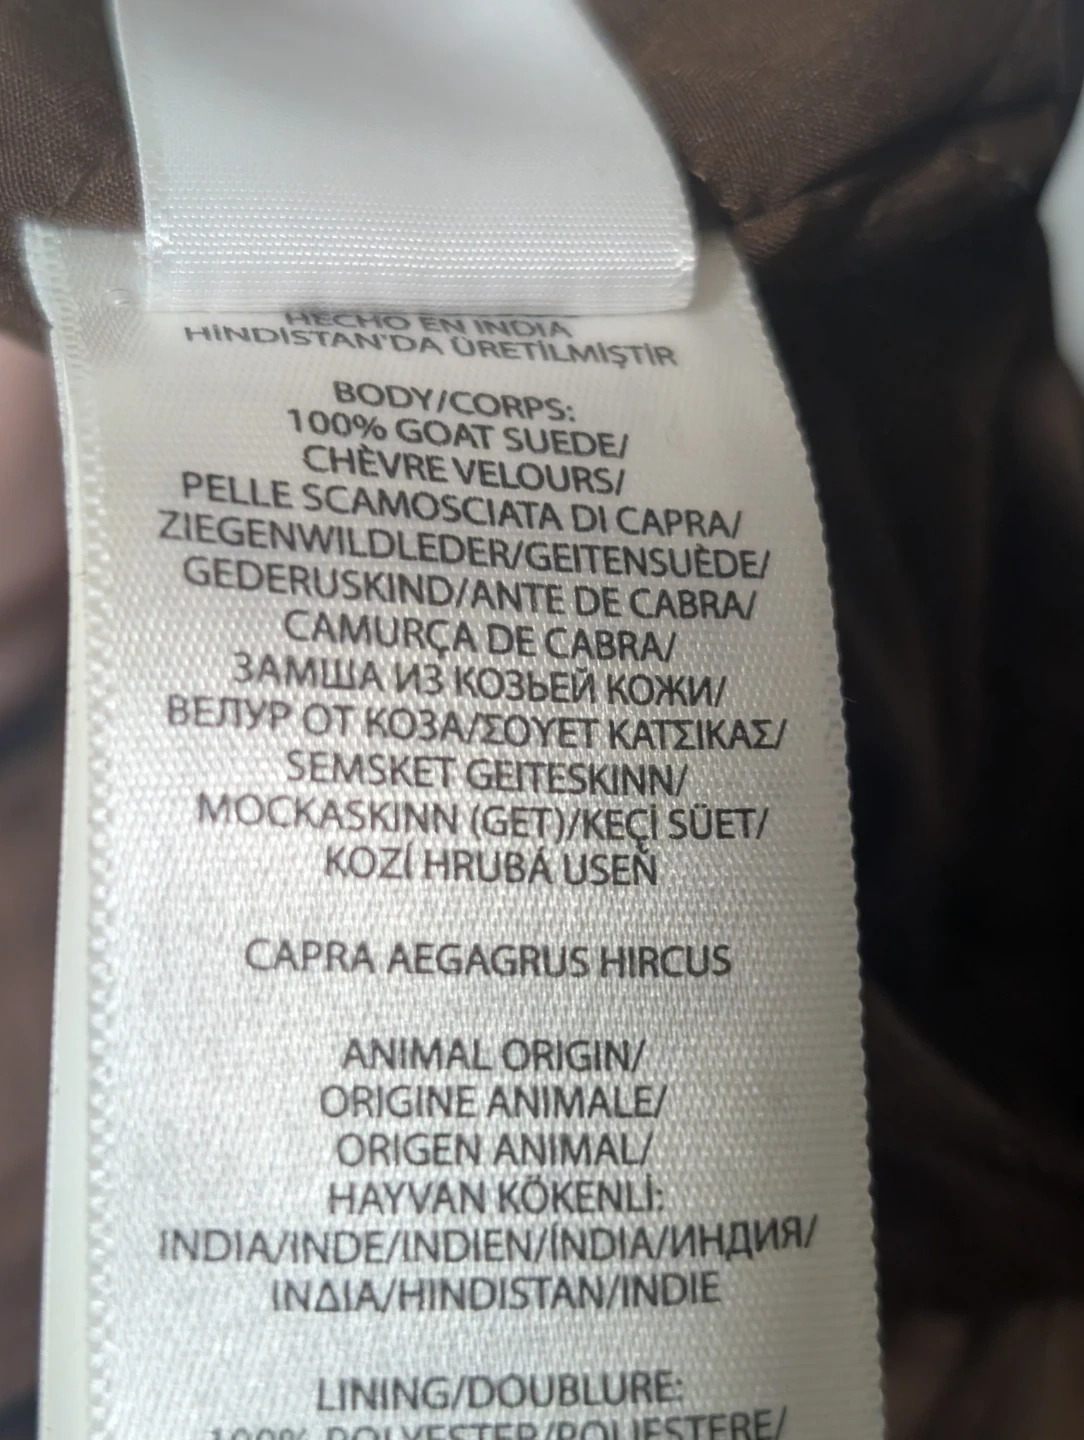 HECHO EN INDIA
HİNDİSTAN'DA ÜRETİLMİŞTİR
BODY/CORPS:
100% GOAT SUEDE/
CHÈVRE VELOURS/
PELLE SCAMOSCIATA DI CAPRA/
ZIEGENWILDLEDER/GEITENSUÈDE/
GEDERUSKIND/ANTE DE CABRA/
CAMURÇA DE CABRA/
ЗАМША ИЗ КОЗЬЕЙ КОЖИ/
ВЕЛУР ОТ КОЗА/ΣΟΥΕΤ ΚΑΤΣΙΚΑΣ/
SEMSKET GEITESKINN/
MOCKASKINN (GET)/KEÇİ SÜET/
KOZÍ HRUBÁ USEŇ
CAPRA AEGAGRUS HIRCUS
ANIMAL ORIGIN/
ORIGINE ANIMALE/
ORIGEN ANIMAL/
HAYVAN KÖKENLİ:
INDIA/INDE/INDIEN/ÍNDIA/ИНДИЯ/
ΙΝΔΙΑ/HINDISTAN/INDIE
LINING/DOUBLURE:
100% POLYESTER/POLIESTERE/